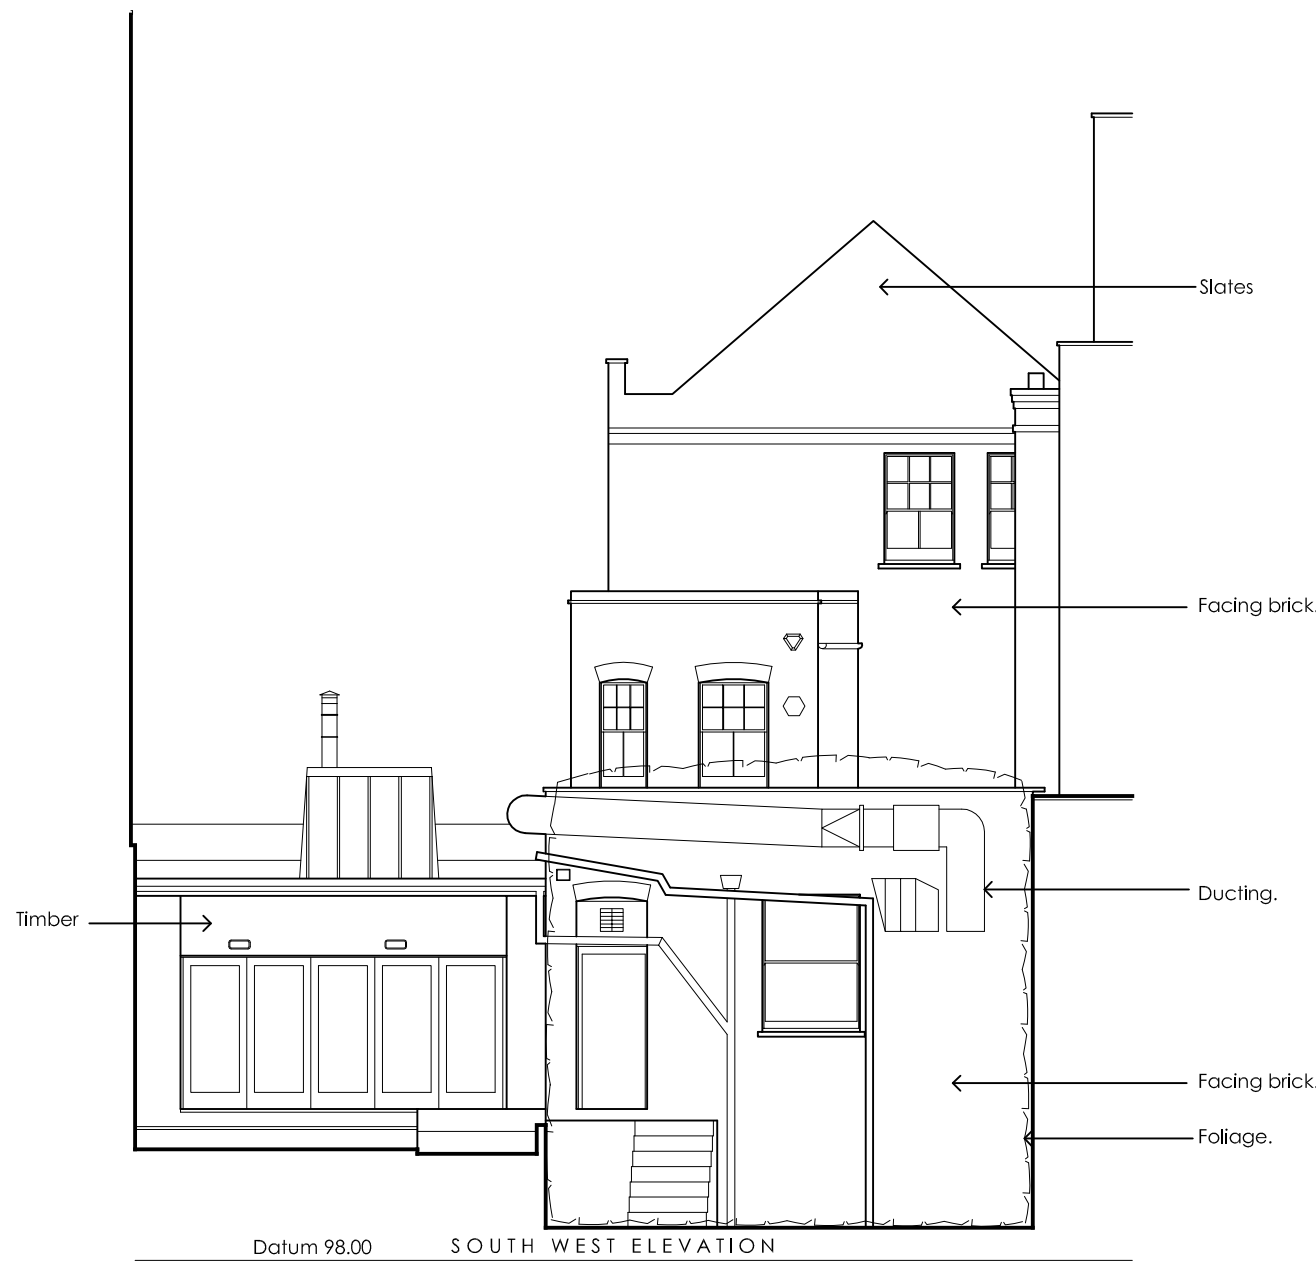 Slates
Facing brick.
Ducting.
Timber
Facing brick.
Foliage.
Datum 98.00
SOUTH WEST ELEVATION